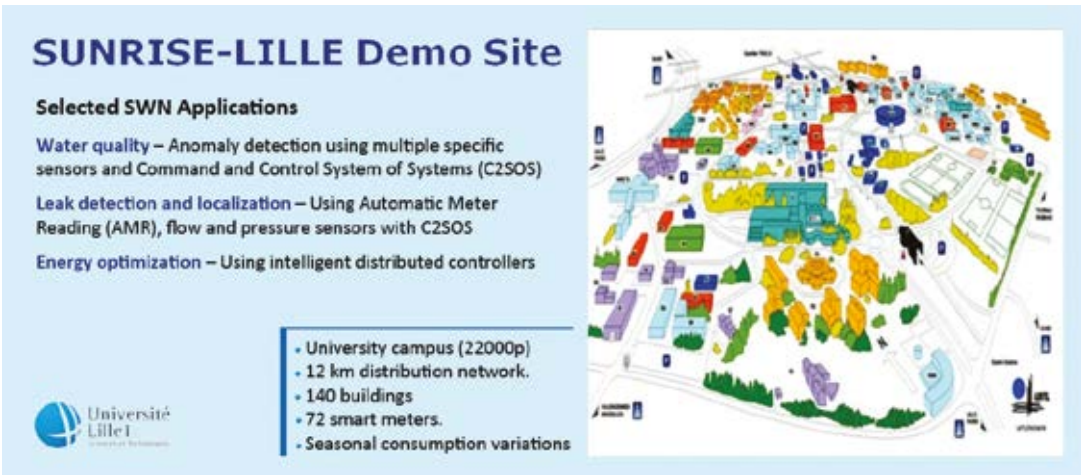 SUNRISE-LILLE Demo Site
Selected SWN Applications
Water quality – Anomaly detection using multiple specific
sensors and Command and Control System of Systems (C2SOS)
Leak detection and localization – Using Automatic Meter
Reading (AMR), flow and pressure sensors with C2SOS
Energy optimization – Using intelligent distributed controllers
• University campus (22000p)
• 12 km distribution network.
• 140 buildings
• 72 smart meters.
• Seasonal consumption variations
Université
Lille1